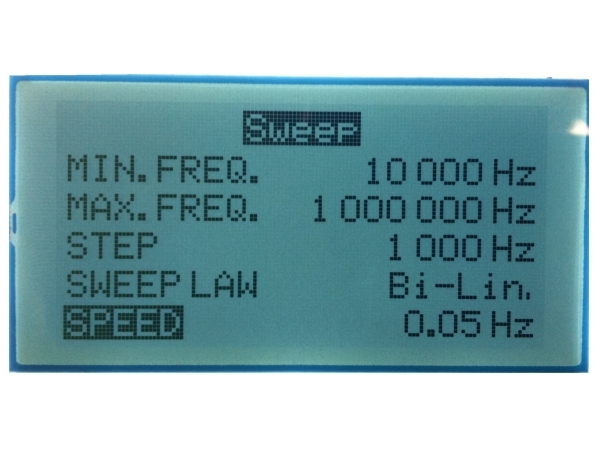 Sweep
MIN. FREQ. 10 000 Hz
MAX. FREQ. 1 000 000 Hz
STEP 1 000 Hz
SWEEP LAW Bi-Lin.
SPEED 0.05 Hz